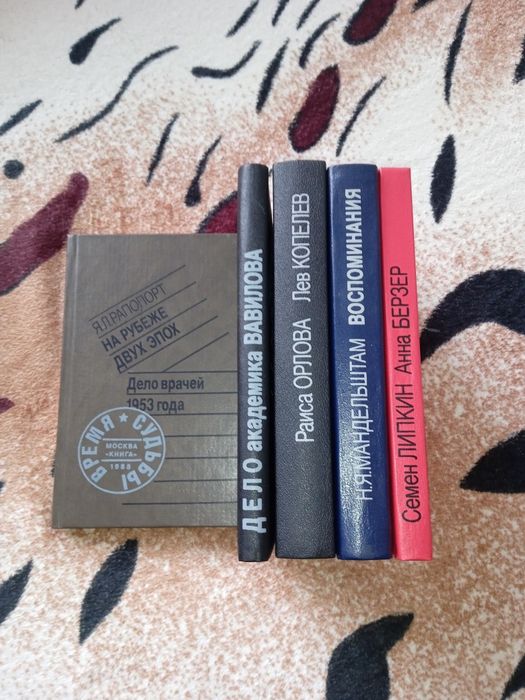 Я.Л.РАПОПОРТ
НА РУБЕЖЕ
ДВУХ ЭПОХ
Дело врачей
1953 года
ВРЕМЯ СУДЬБЫ
МОСКВА
«КНИГА»
1988
ДЕЛО академика ВАВИЛОВА
Раиса ОРЛОВА Лев КОПЕЛЕВ
Н.Я.МАНДЕЛЬШТАМ ВОСПОМИНАНИЯ
Семен ЛИПКИН Анна БЕРЗЕР